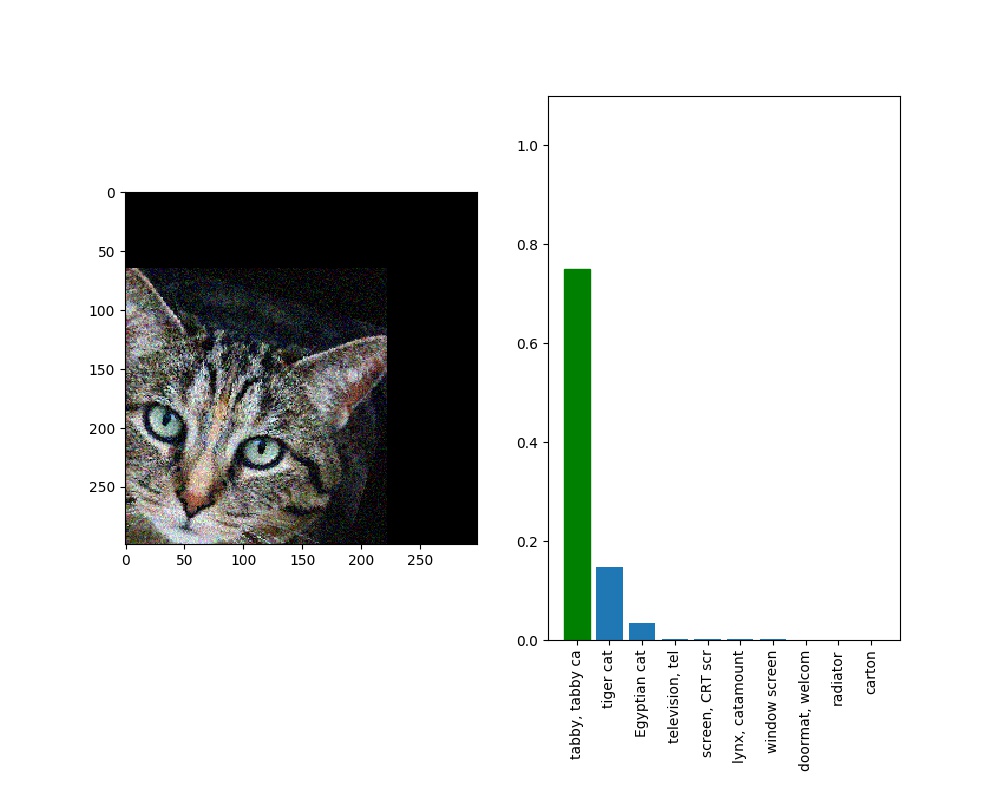 0
50
100
150
200
250
0 50 100 150 200 250
1.0
0.8
0.6
0.4
0.2
0.0
tabby, tabby ca
tiger cat
Egyptian cat
television, tel
screen, CRT scr
lynx, catamount
window screen
doormat, welcom
radiator
carton